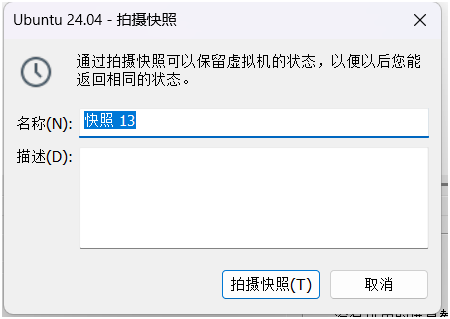 Ubuntu 24.04 - 拍摄快照
通过拍摄快照可以保留虚拟机的状态，以便以后您能
返回相同的状态。
名称(N):
快照 13
描述(D):
拍摄快照(T)
取消